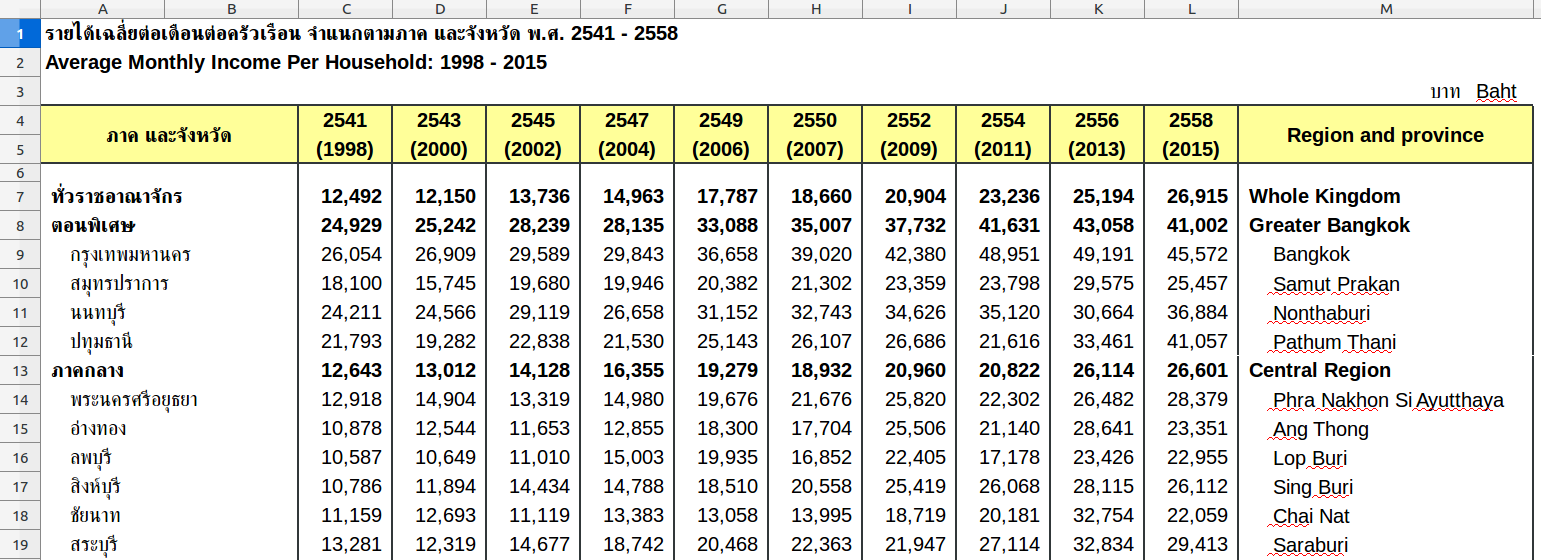 A B C D E F G H I J K L M
1 รายได้เฉลี่ยต่อเดือนต่อครัวเรือน จำแนกตามภาค และจังหวัด พ.ศ. 2541 - 2558
2 Average Monthly Income Per Household: 1998 - 2015
3 บาท Baht
4 ภาค และจังหวัด 2541 2543 2545 2547 2549 2550 2552 2554 2556 2558 Region and province
5 (1998) (2000) (2002) (2004) (2006) (2007) (2009) (2011) (2013) (2015)
6
7 ทั่วราชอาณาจักร 12,492 12,150 13,736 14,963 17,787 18,660 20,904 23,236 25,194 26,915 Whole Kingdom
8 ตอนพิเศษ 24,929 25,242 28,239 28,135 33,088 35,007 37,732 41,631 43,058 41,002 Greater Bangkok
9 กรุงเทพมหานคร 26,054 26,909 29,589 29,843 36,658 39,020 42,380 48,951 49,191 45,572 Bangkok
10 สมุทรปราการ 18,100 15,745 19,680 19,946 20,382 21,302 23,359 23,798 29,575 25,457 Samut Prakan
11 นนทบุรี 24,211 24,566 29,119 26,658 31,152 32,743 34,626 35,120 30,664 36,884 Nonthaburi
12 ปทุมธานี 21,793 19,282 22,838 21,530 25,143 26,107 26,686 21,616 33,461 41,057 Pathum Thani
13 ภาคกลาง 12,643 13,012 14,128 16,355 19,279 18,932 20,960 20,822 26,114 26,601 Central Region
14 พระนครศรีอยุธยา 12,918 14,904 13,319 14,980 19,676 21,676 25,820 22,302 26,482 28,379 Phra Nakhon Si Ayutthaya
15 อ่างทอง 10,878 12,544 11,653 12,855 18,300 17,704 25,506 21,140 28,641 23,351 Ang Thong
16 ลพบุรี 10,587 10,649 11,010 15,003 19,935 16,852 22,405 17,178 23,426 22,955 Lop Buri
17 สิงห์บุรี 10,786 11,894 14,434 14,788 18,510 20,558 25,419 26,068 28,115 26,112 Sing Buri
18 ชัยนาท 11,159 12,693 11,119 13,383 13,058 13,995 18,719 20,181 32,754 22,059 Chai Nat
19 สระบุรี 13,281 12,319 14,677 18,742 20,468 22,363 21,947 27,114 32,834 29,413 Saraburi